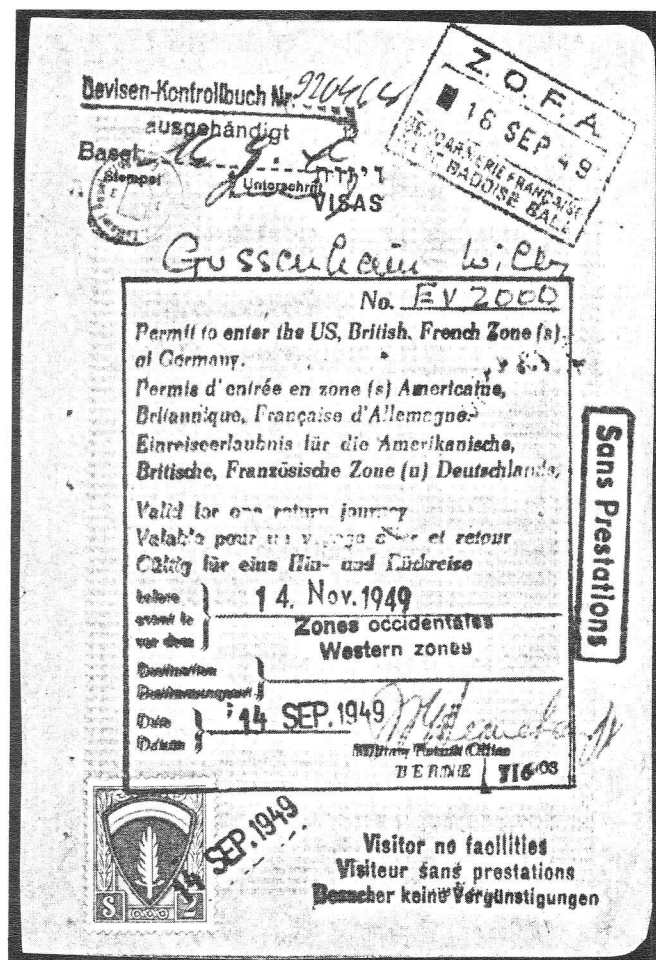 Devisen-Kontrollbuch Nr.
ausgehändigt
Basel
Stempel
Unterschrift
VISAS
Z. O. F. A.
16 SEP 49
GENDARMERIE FRANÇAISE
BADOISE BALE
Gussenhain Willy
No. EV 2000
Permit to enter the US, British, French Zone (s)
of Germany.
Permis d'entrée en zone (s) Americaine,
Britannique, Française d'Allemagne.
Einreiseerlaubnis für die Amerikanische,
Britische, Französische Zone (n) Deutschlands,
Valid for one return journey
Valable pour un voyage aller et retour
Gültig für eine Hin- und Rückreise
before
avant le
vor dem
14. Nov. 1949
Zones occidentales
Western zones
Destination
Bestimmungsort
Date
Datum
14 SEP. 1949
Military Permit Office
BERNE
716
Sans Prestations
S 2
14 SEP. 1949
Visitor no facilities
Visiteur sans prestations
Besucher keine Vergünstigungen